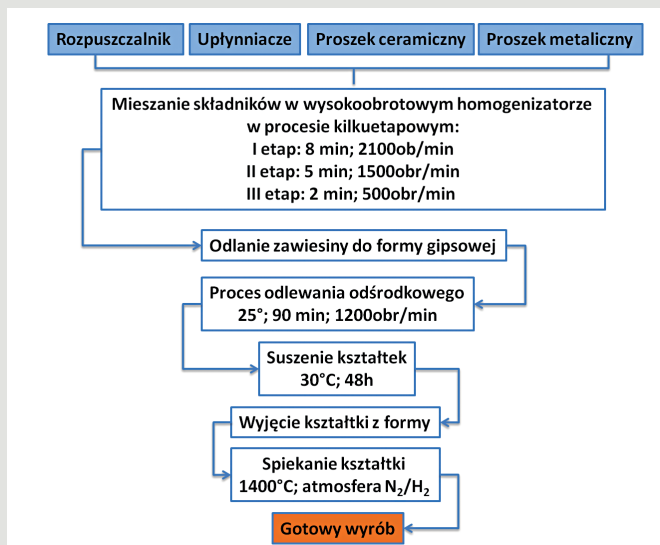 Rozpuszczalnik
Upłynniacze
Proszek ceramiczny
Proszek metaliczny
Mieszanie składników w wysokoobrotowym homogenizatorze
w procesie kilkuetapowym:
I etap: 8 min; 2100ob/min
II etap: 5 min; 1500obr/min
III etap: 2 min; 500obr/min
Odlanie zawiesiny do formy gipsowej
Proces odlewania odśrodkowego
25°; 90 min; 1200obr/min
Suszenie kształtek
30°C; 48h
Wyjęcie kształtki z formy
Spiekanie kształtki
1400°C; atmosfera N₂/H₂
Gotowy wyrób